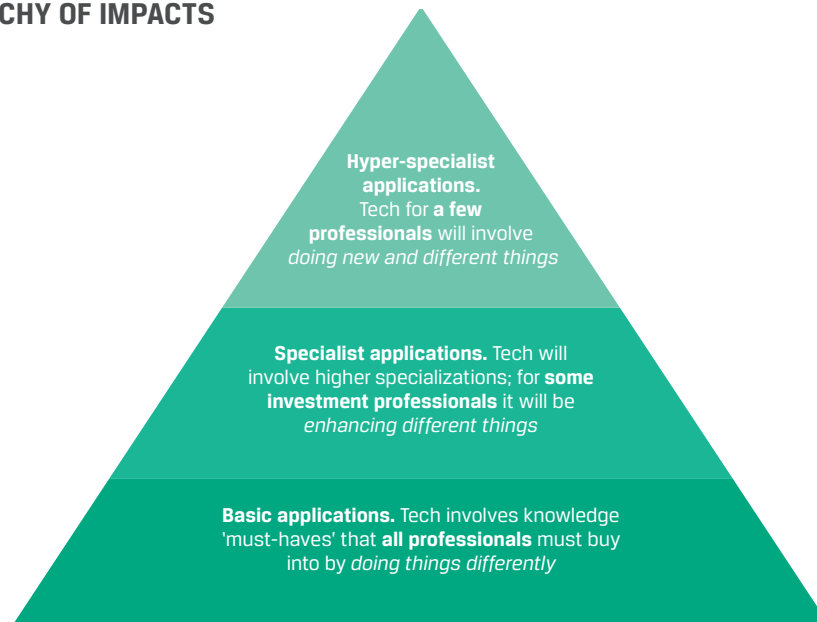 CHY OF IMPACTS
Hyper-specialist
applications.
Tech for a few
professionals will involve
doing new and different things
Specialist applications. Tech will
involve higher specializations; for some
investment professionals it will be
enhancing different things
Basic applications. Tech involves knowledge
'must-haves' that all professionals must buy
into by doing things differently